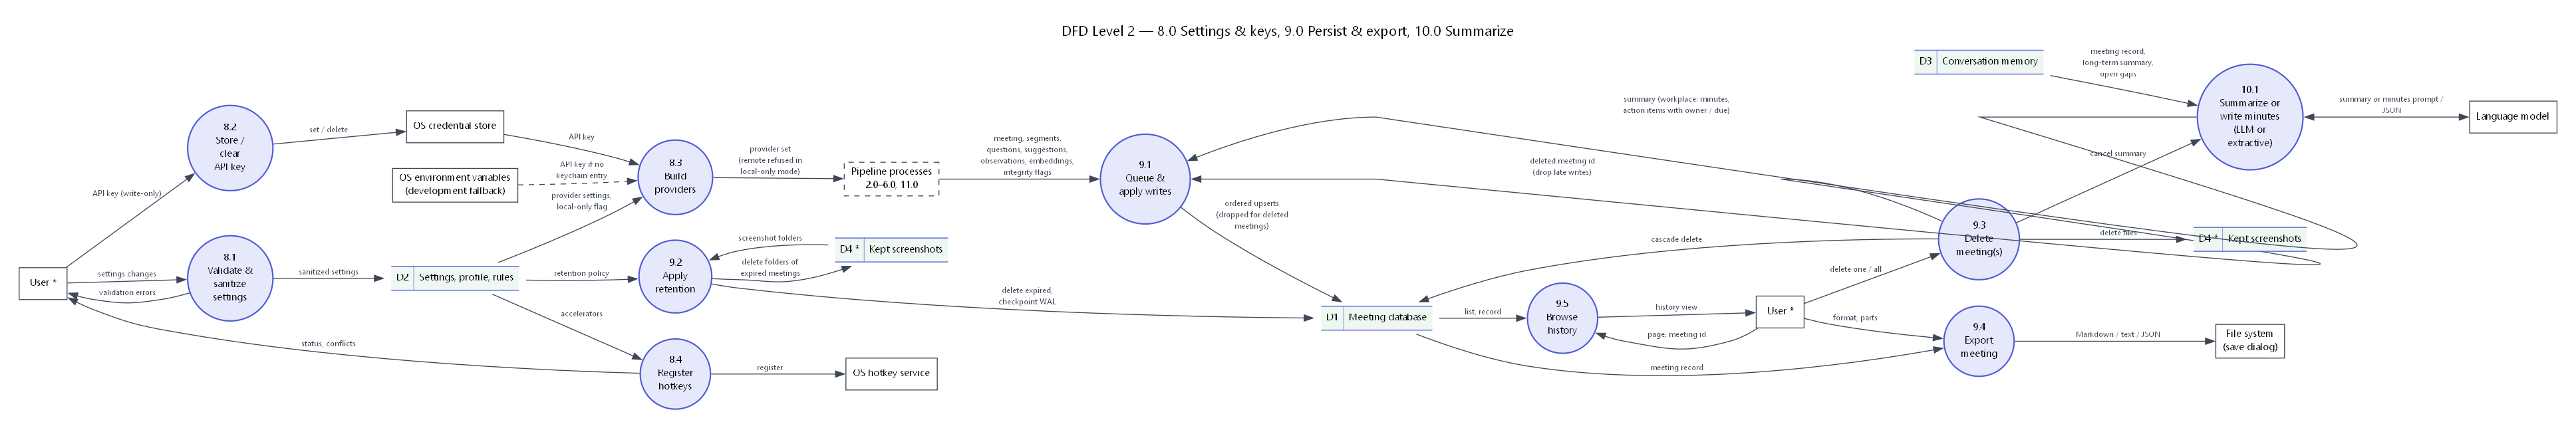 DFD Level 2 — 8.0 Settings & keys, 9.0 Persist & export, 10.0 Summarize
8.2
Store /
clear
API key
set / delete
OS credential store
API key
API key (write-only)
OS environment variables
(development fallback)
API key if no
keychain entry
provider settings,
local-only flag
8.3
Build
providers
provider set
(remote refused in
local-only mode)
Pipeline processes
2.0–6.0, 11.0
meeting, segments,
questions, suggestions,
observations, embeddings,
integrity flags
9.1
Queue &
apply writes
User *
settings changes
validation errors
8.1
Validate &
sanitize
settings
sanitized settings
D2
Settings, profile, rules
retention policy
9.2
Apply
retention
screenshot folders
delete folders of
expired meetings
D4 *
Kept screenshots
accelerators
status, conflicts
8.4
Register
hotkeys
register
OS hotkey service
delete expired,
checkpoint WAL
ordered upserts
(dropped for deleted
meetings)
D1
Meeting database
list, record
9.5
Browse
history
history view
page, meeting id
User *
meeting record
cascade delete
delete one / all
format, parts
summary (workplace: minutes,
action items with owner / due)
deleted meeting id
(drop late writes)
9.3
Delete
meeting(s)
cancel summary
delete files
D4 *
Kept screenshots
9.4
Export
meeting
Markdown / text / JSON
File system
(save dialog)
D3
Conversation memory
meeting record,
long-term summary,
open gaps
10.1
Summarize or
write minutes
(LLM or
extractive)
summary or minutes prompt /
JSON
Language model